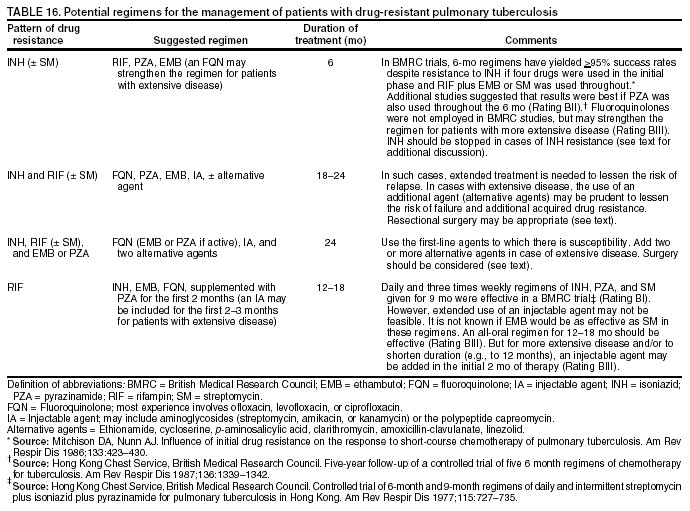 TABLE 16. Potential regimens for the management of patients with drug-resistant pulmonary tuberculosis
Pattern of drug resistance
Suggested regimen
Duration of treatment (mo)
Comments
INH (± SM)
RIF, PZA, EMB (an FQN may
strengthen the regimen for patients
with extensive disease)
6
In BMRC trials, 6-mo regimens have yielded ≥95% success rates
despite resistance to INH if four drugs were used in the initial
phase and RIF plus EMB or SM was used throughout.*
Additional studies suggested that results were best if PZA was
also used throughout the 6 mo (Rating BII).† Fluoroquinolones
were not employed in BMRC studies, but may strengthen the
regimen for patients with more extensive disease (Rating BIII).
INH should be stopped in cases of INH resistance (see text for
additional discussion).
INH and RIF (± SM)
FQN, PZA, EMB, IA, ± alternative
agent
18–24
In such cases, extended treatment is needed to lessen the risk of
relapse. In cases with extensive disease, the use of an
additional agent (alternative agents) may be prudent to lessen
the risk of failure and additional acquired drug resistance.
Resectional surgery may be appropriate (see text).
INH, RIF (± SM),
and EMB or PZA
FQN (EMB or PZA if active), IA, and
two alternative agents
24
Use the first-line agents to which there is susceptibility. Add two
or more alternative agents in case of extensive disease. Surgery
should be considered (see text).
RIF
INH, EMB, FQN, supplemented with
PZA for the first 2 months (an IA may
be included for the first 2–3 months
for patients with extensive disease)
12–18
Daily and three times weekly regimens of INH, PZA, and SM
given for 9 mo were effective in a BMRC trial‡ (Rating BI).
However, extended use of an injectable agent may not be
feasible. It is not known if EMB would be as effective as SM in
these regimens. An all-oral regimen for 12–18 mo should be
effective (Rating BIII). But for more extensive disease and/or to
shorten duration (e.g., to 12 months), an injectable agent may
be added in the initial 2 mo of therapy (Rating BIII).
Definition of abbreviations: BMRC = British Medical Research Council; EMB = ethambutol; FQN = fluoroquinolone; IA = injectable agent; INH = isoniazid;
PZA = pyrazinamide; RIF = rifampin; SM = streptomycin.
FQN = Fluoroquinolone; most experience involves ofloxacin, levofloxacin, or ciprofloxacin.
IA = Injectable agent; may include aminoglycosides (streptomycin, amikacin, or kanamycin) or the polypeptide capreomycin.
Alternative agents = Ethionamide, cycloserine, p-aminosalicylic acid, clarithromycin, amoxicillin-clavulanate, linezolid.
* Source: Mitchison DA, Nunn AJ. Influence of initial drug resistance on the response to short-course chemotherapy of pulmonary tuberculosis. Am Rev
Respir Dis 1986;133:423–430.
† Source: Hong Kong Chest Service, British Medical Research Council. Five-year follow-up of a controlled trial of five 6 month regimens of chemotherapy
for tuberculosis. Am Rev Respir Dis 1987;136:1339–1342.
‡ Source: Hong Kong Chest Service, British Medical Research Council. Controlled trial of 6-month and 9-month regimens of daily and intermittent streptomycin
plus isoniazid plus pyrazinamide for pulmonary tuberculosis in Hong Kong. Am Rev Respir Dis 1977;115:727–735.